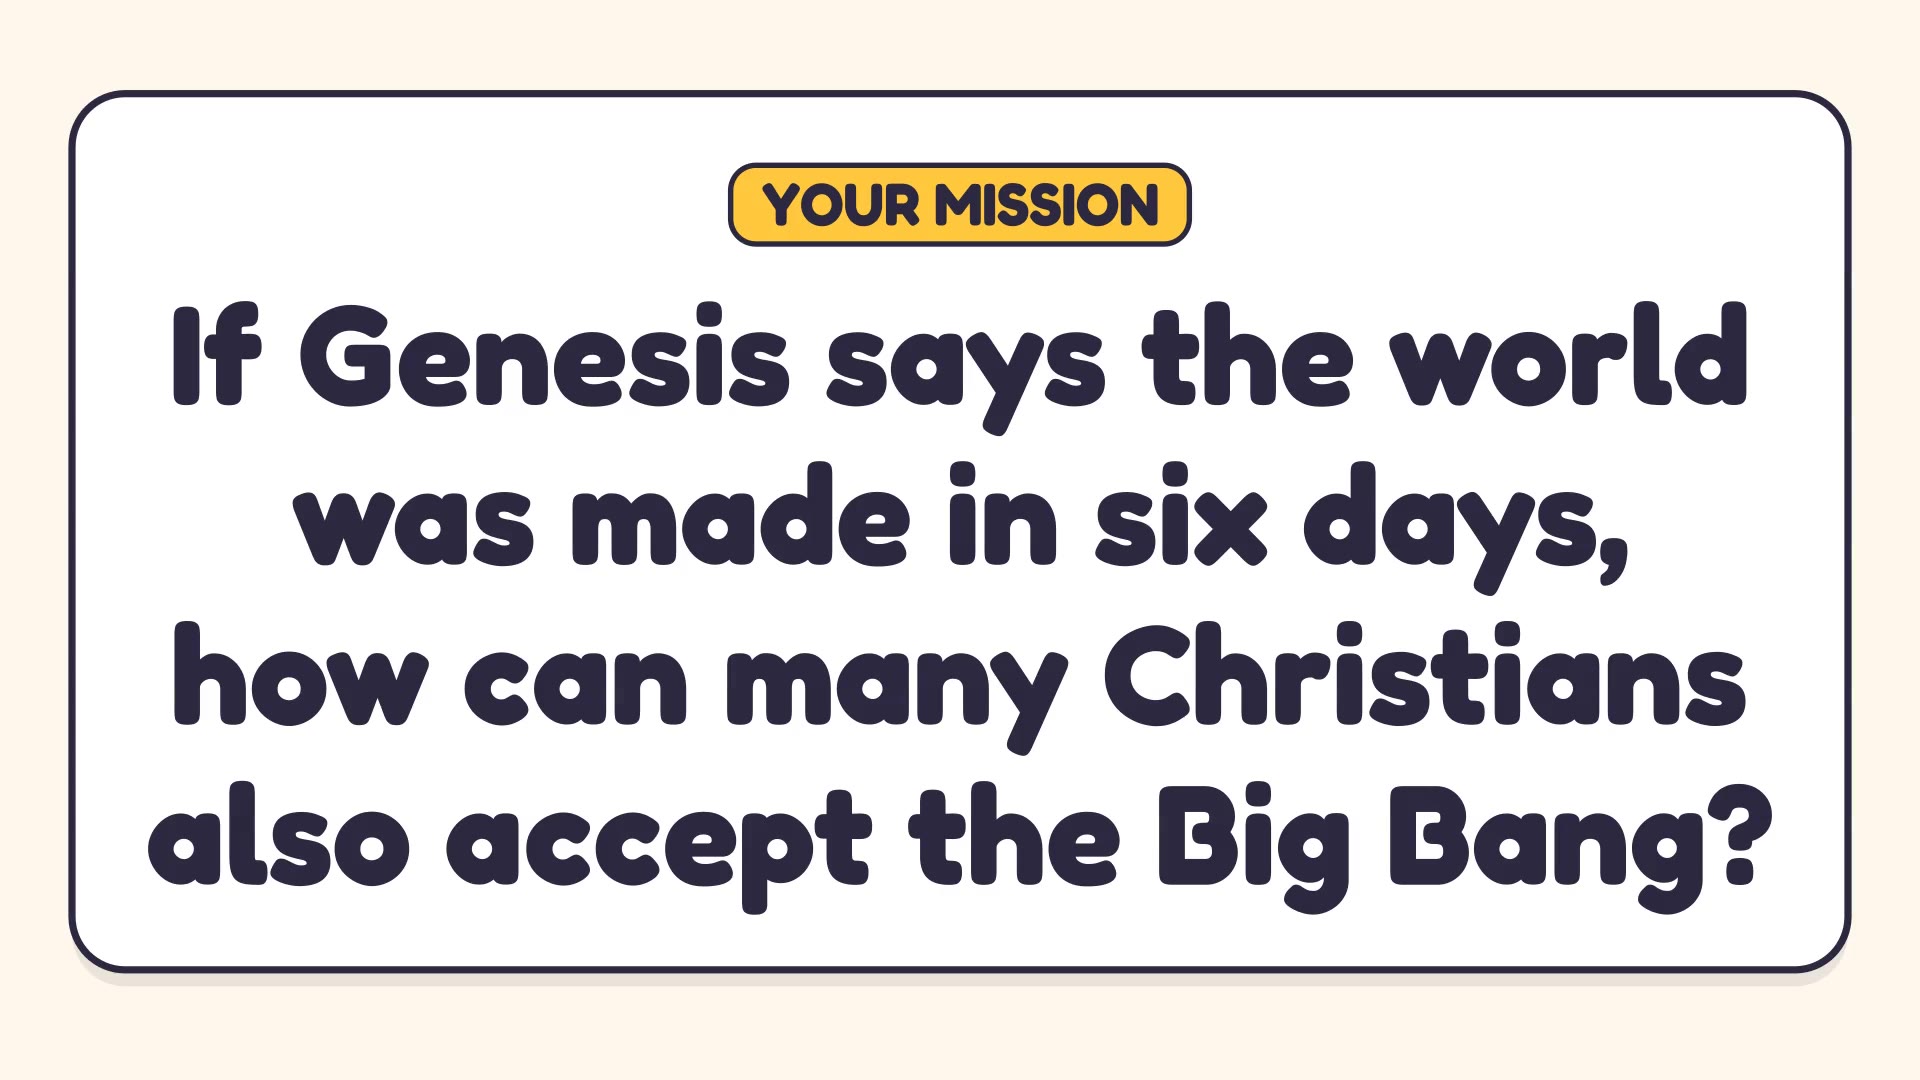 YOUR MISSION
If Genesis says the world
was made in six days,
how can many Christians
also accept the Big Bang?